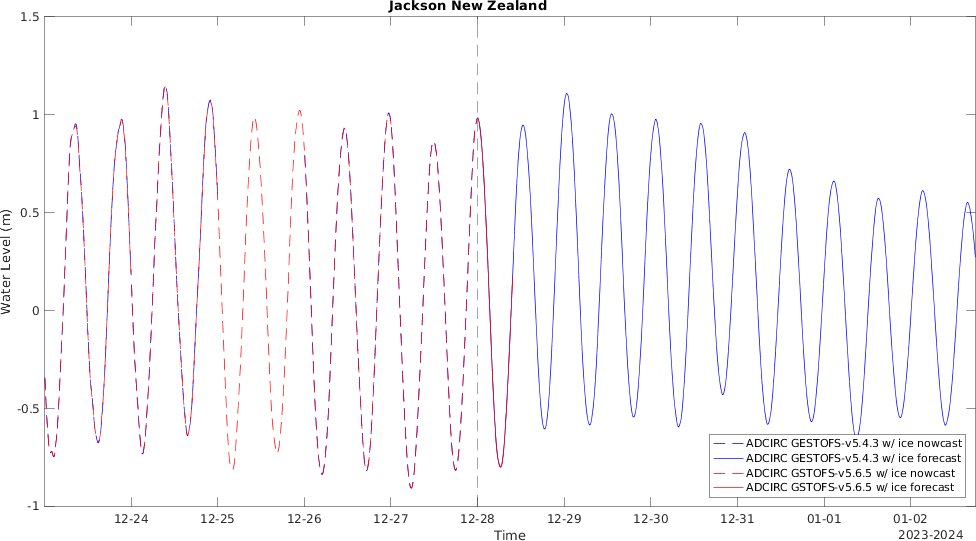 Jackson New Zealand
Water Level (m)
1.5
1
0.5
0
-0.5
-1
12-24
12-25
12-26
12-27
12-28
12-29
12-30
12-31
01-01
01-02
Time
2023-2024
ADCIRC GESTOFS-v5.4.3 w/ ice nowcast
ADCIRC GESTOFS-v5.4.3 w/ ice forecast
ADCIRC GSTOFS-v5.6.5 w/ ice nowcast
ADCIRC GSTOFS-v5.6.5 w/ ice forecast